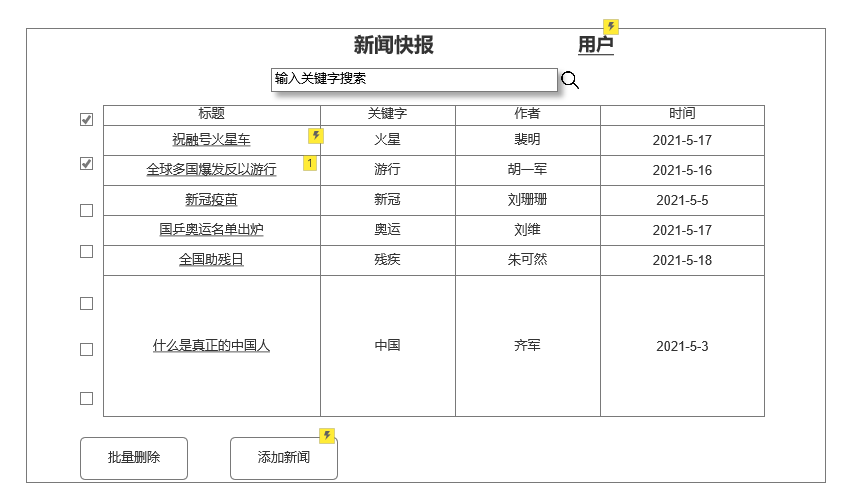 新闻快报 用户
输入关键字搜索
标题 关键字 作者 时间
祝融号火星车 火星 裴明 2021-5-17
全球多国爆发反以游行 1 游行 胡一军 2021-5-16
新冠疫苗 新冠 刘珊珊 2021-5-5
国乒奥运名单出炉 奥运 刘维 2021-5-17
全国助残日 残疾 朱可然 2021-5-18
什么是真正的中国人 中国 齐军 2021-5-3
批量删除 添加新闻